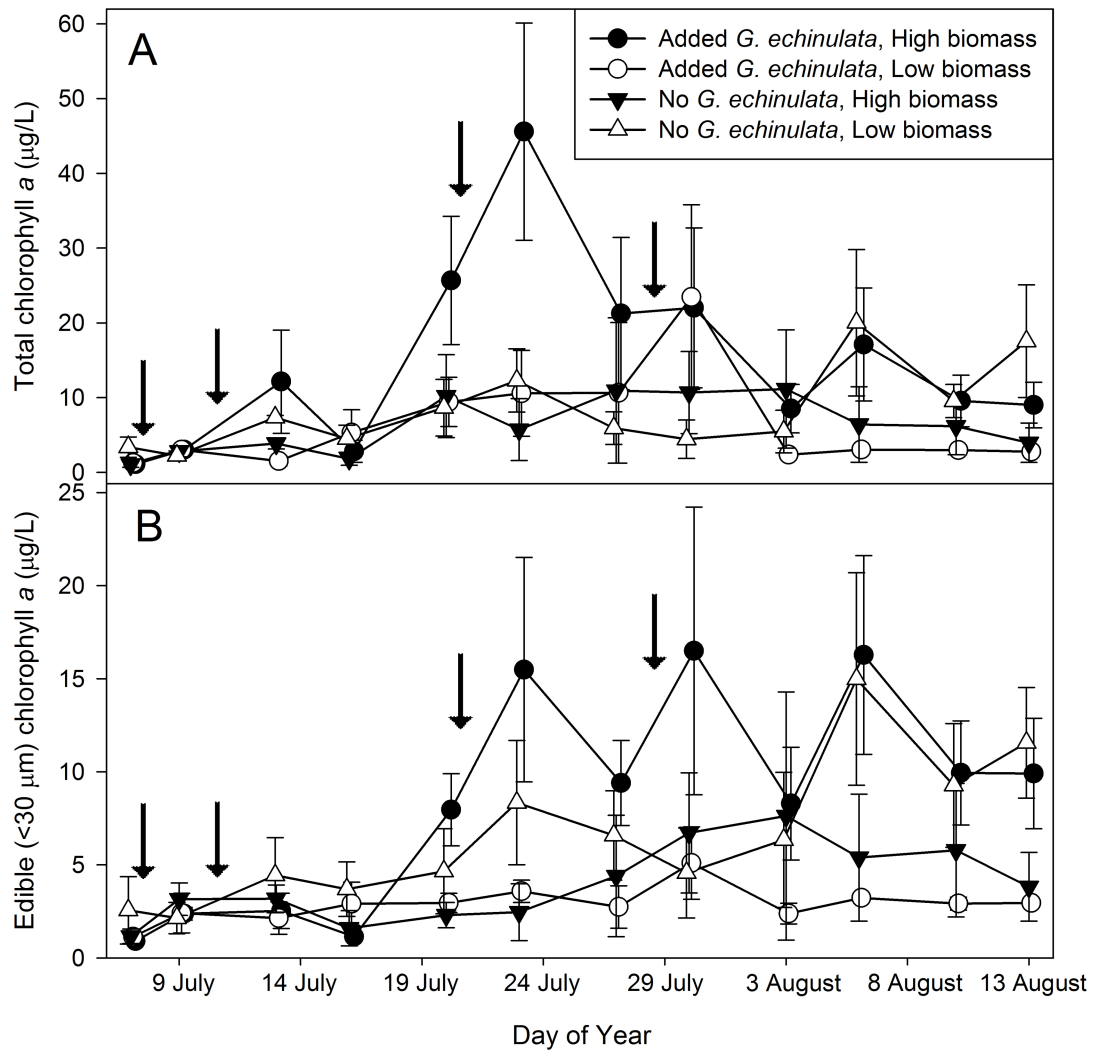 A
Total chlorophyll a (μg/L)
60
50
40
30
20
10
0
Added G. echinulata, High biomass
Added G. echinulata, Low biomass
No G. echinulata, High biomass
No G. echinulata, Low biomass
B
Edible (<30 μm) chlorophyll a (μg/L)
25
20
15
10
5
0
9 July 14 July 19 July 24 July 29 July 3 August 8 August 13 August
Day of Year